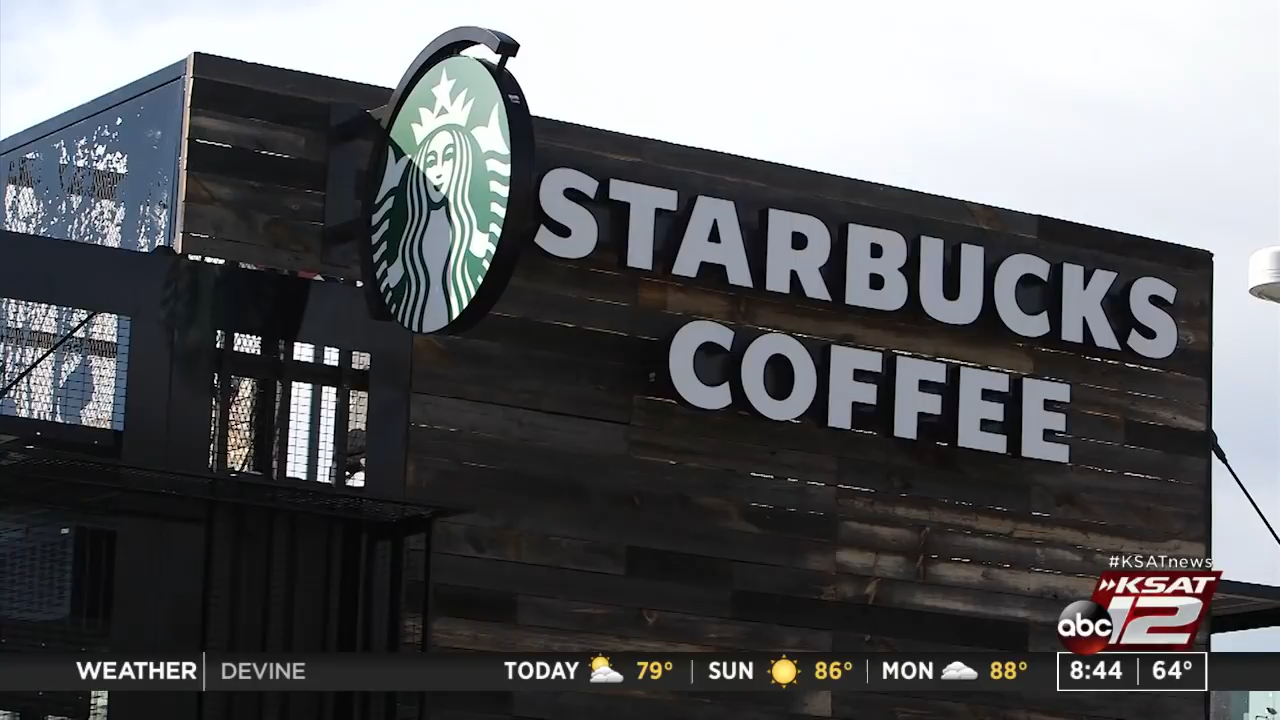 STARBUCKS
COFFEE
#KSATnews
KSAT
abc 12
WEATHER DEVINE TODAY 79° SUN 86° MON 88° 8:44 64°